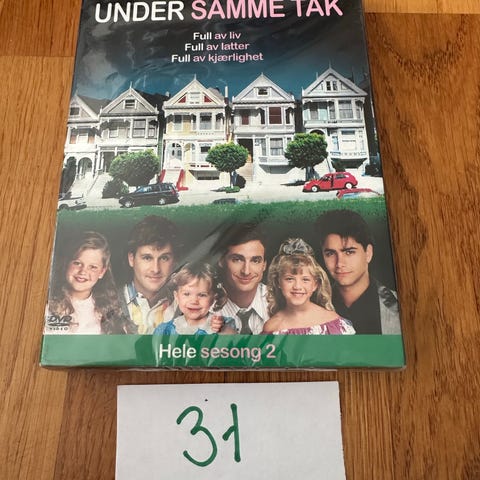 UNDER SAMME TAK
Full av liv
Full av latter
Full av kjærlighet
DVD
VIDEO
Hele sesong 2
31